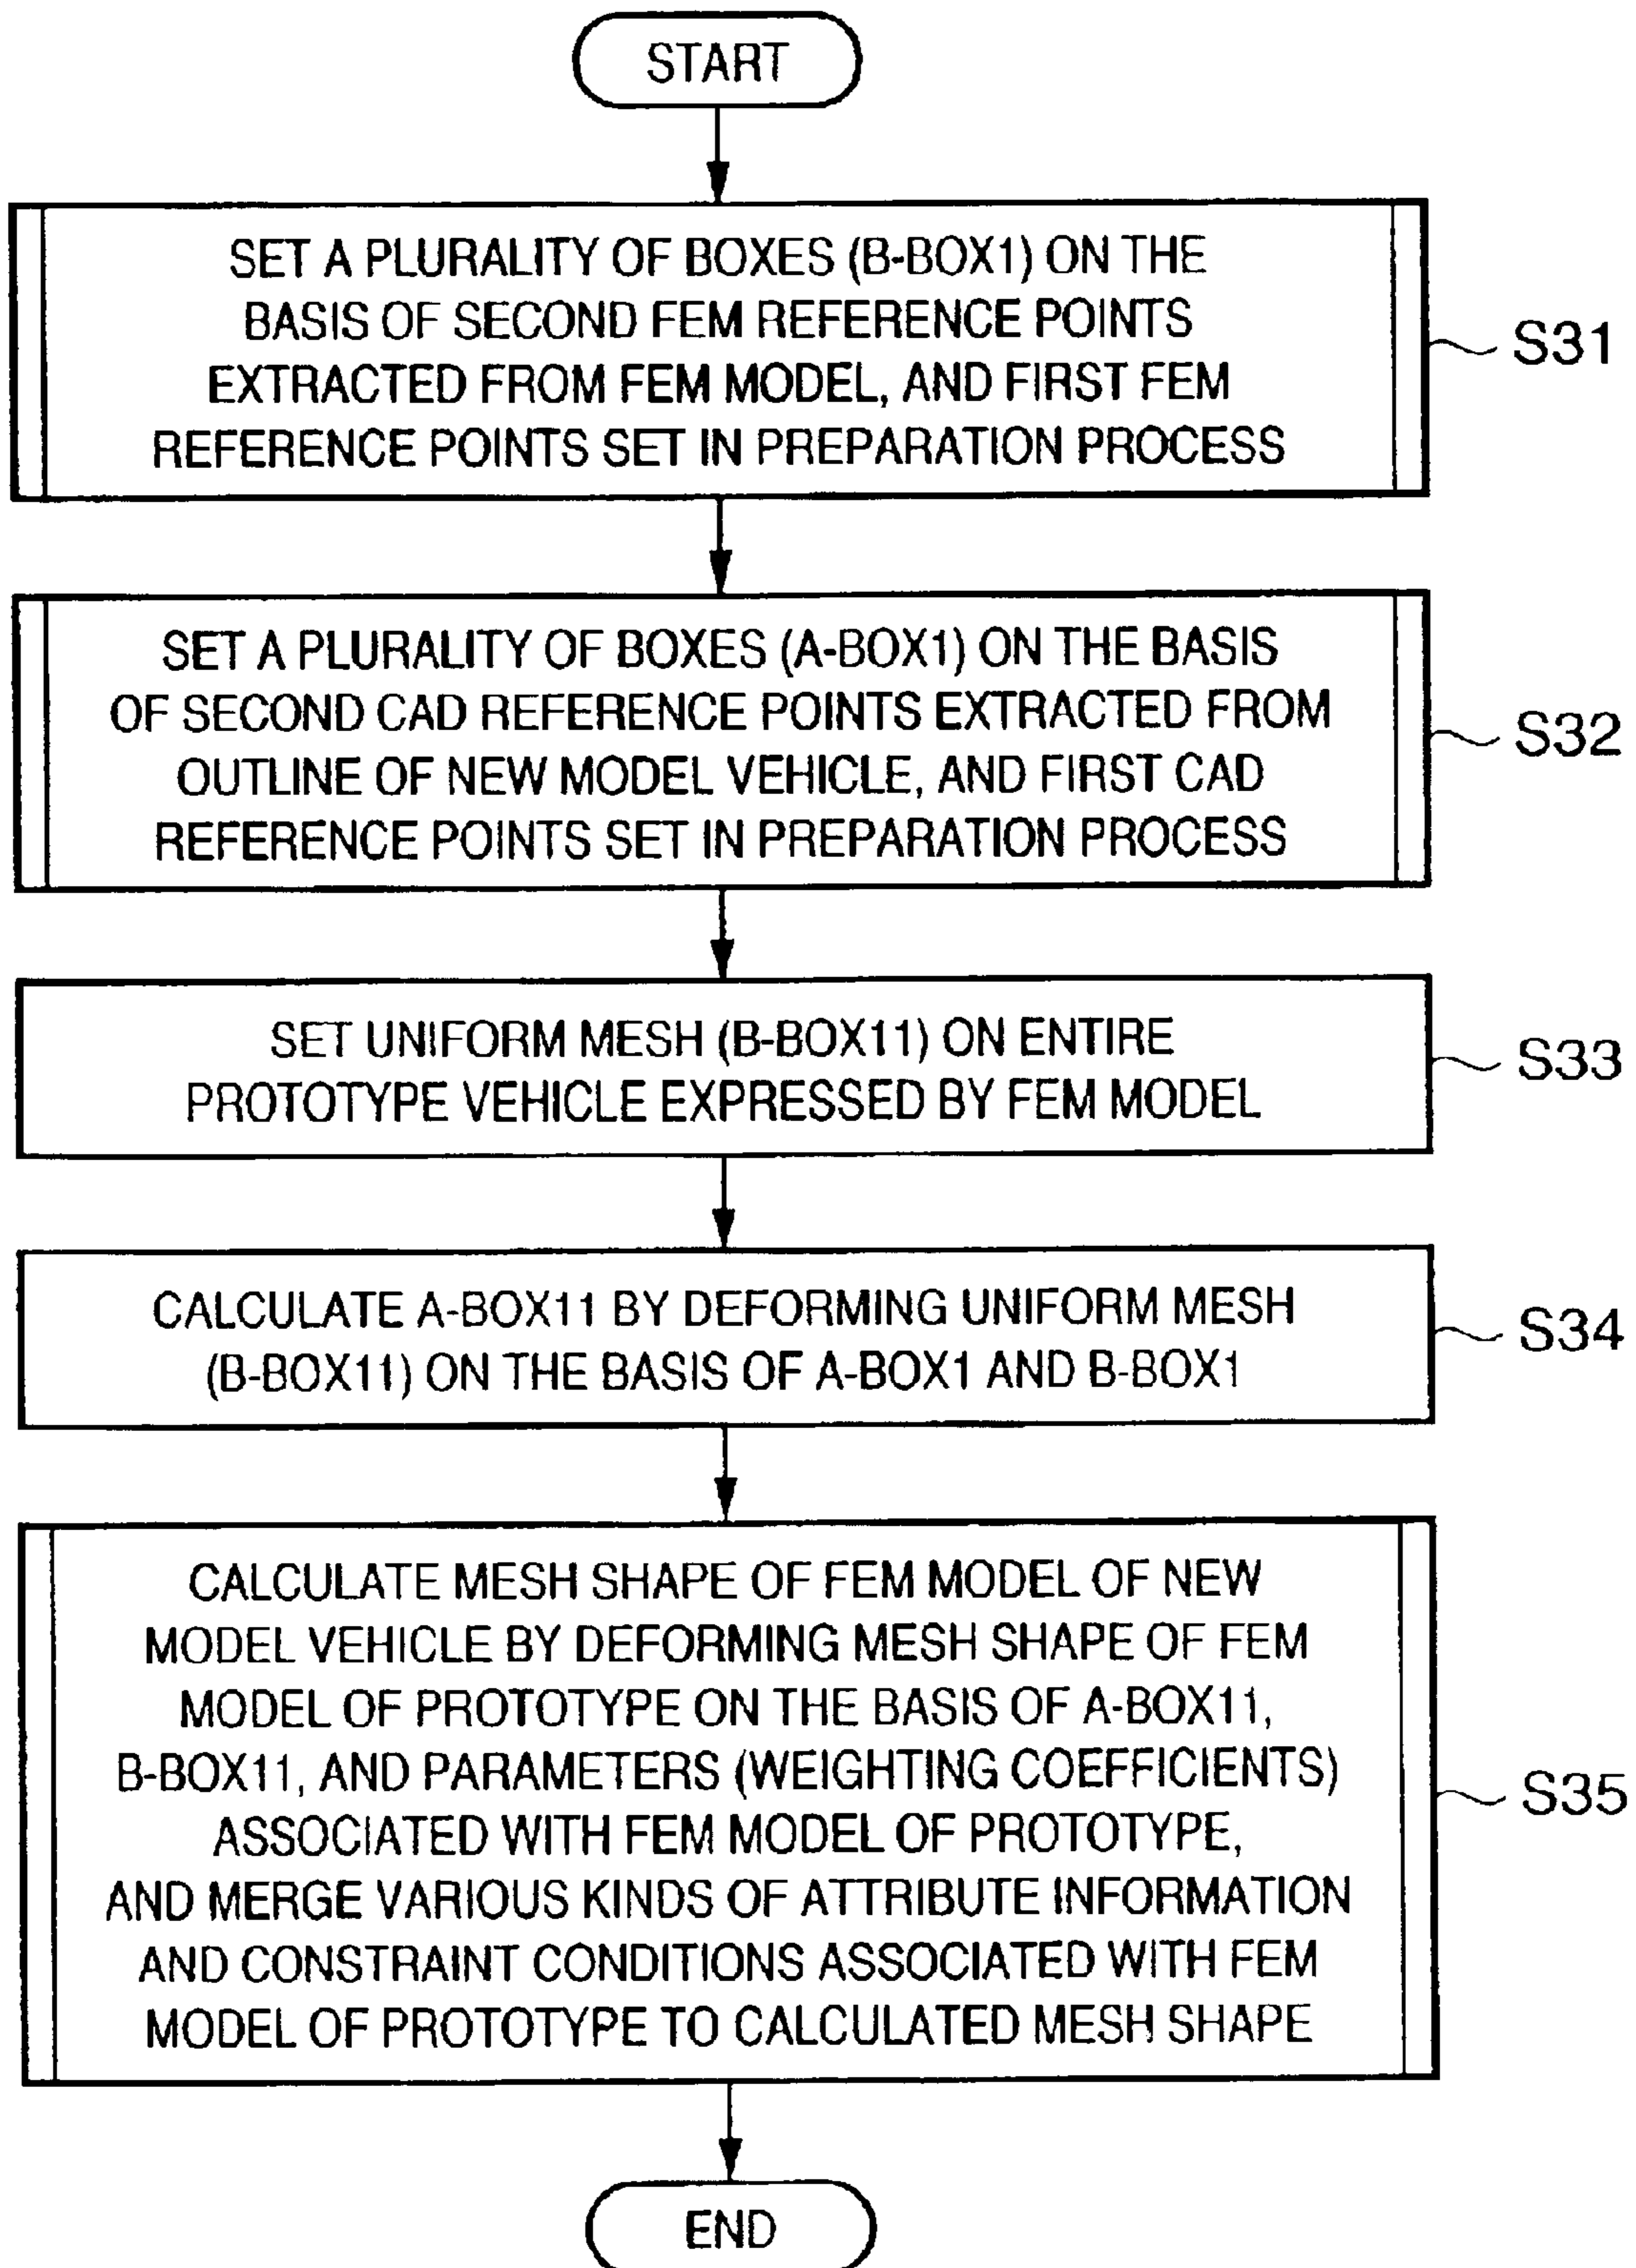 START
SET A PLURALITY OF BOXES (B-BOX1) ON THE
BASIS OF SECOND FEM REFERENCE POINTS
EXTRACTED FROM FEM MODEL, AND FIRST FEM
REFERENCE POINTS SET IN PREPARATION PROCESS
S31
SET A PLURALITY OF BOXES (A-BOX1) ON THE BASIS
OF SECOND CAD REFERENCE POINTS EXTRACTED FROM
OUTLINE OF NEW MODEL VEHICLE, AND FIRST CAD
REFERENCE POINTS SET IN PREPARATION PROCESS
S32
SET UNIFORM MESH (B-BOX11) ON ENTIRE
PROTOTYPE VEHICLE EXPRESSED BY FEM MODEL
S33
CALCULATE A-BOX11 BY DEFORMING UNIFORM MESH
(B-BOX11) ON THE BASIS OF A-BOX1 AND B-BOX1
S34
CALCULATE MESH SHAPE OF FEM MODEL OF NEW
MODEL VEHICLE BY DEFORMING MESH SHAPE OF FEM
MODEL OF PROTOTYPE ON THE BASIS OF A-BOX11,
B-BOX11, AND PARAMETERS (WEIGHTING COEFFICIENTS)
ASSOCIATED WITH FEM MODEL OF PROTOTYPE,
AND MERGE VARIOUS KINDS OF ATTRIBUTE INFORMATION
AND CONSTRAINT CONDITIONS ASSOCIATED WITH FEM
MODEL OF PROTOTYPE TO CALCULATED MESH SHAPE
S35
END